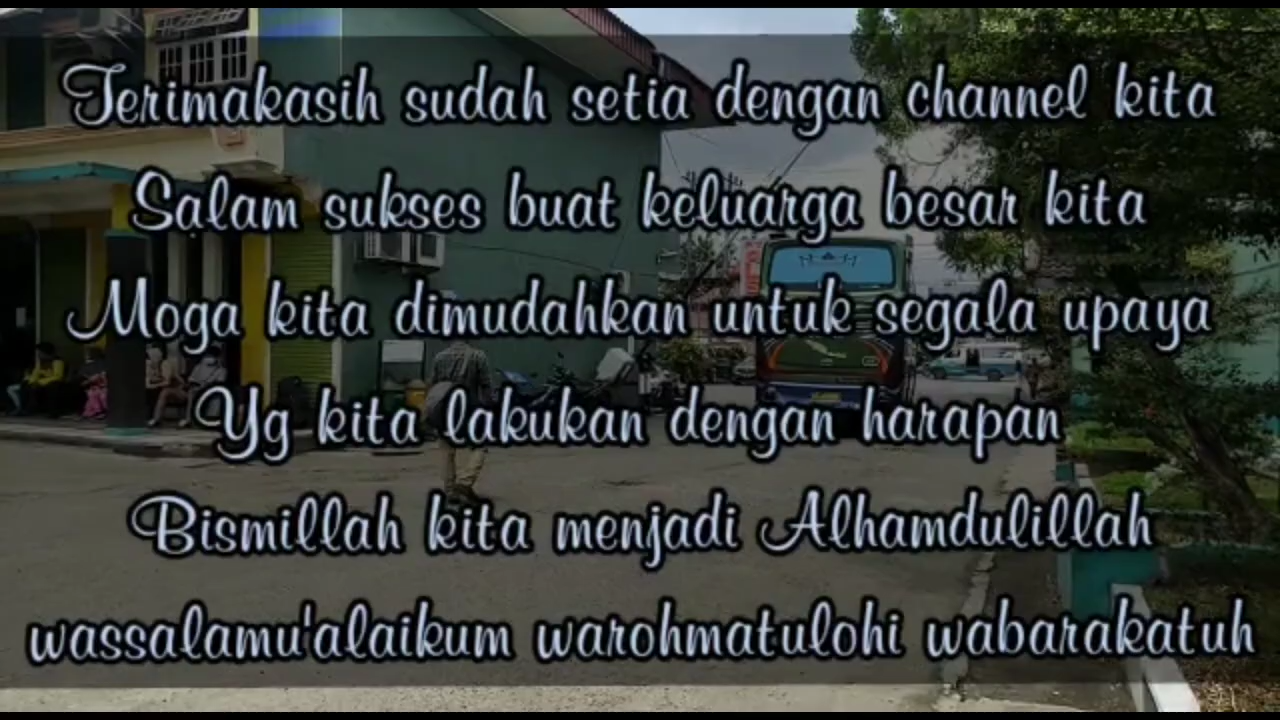 Terimakasih sudah setia dengan channel kita
Salam sukses buat keluarga besar kita
Moga kita dimudahkan untuk segala upaya
Yg kita lakukan dengan harapan
Bismillah kita menjadi Alhamdulillah
wassalamu'alaikum warohmatulohi wabarakatuh